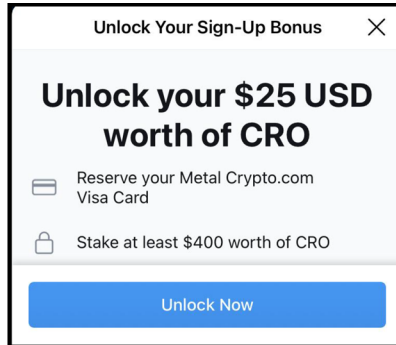 Unlock Your Sign-Up Bonus
Unlock your $25 USD
worth of CRO
Reserve your Metal Crypto.com
Visa Card
Stake at least $400 worth of CRO
Unlock Now